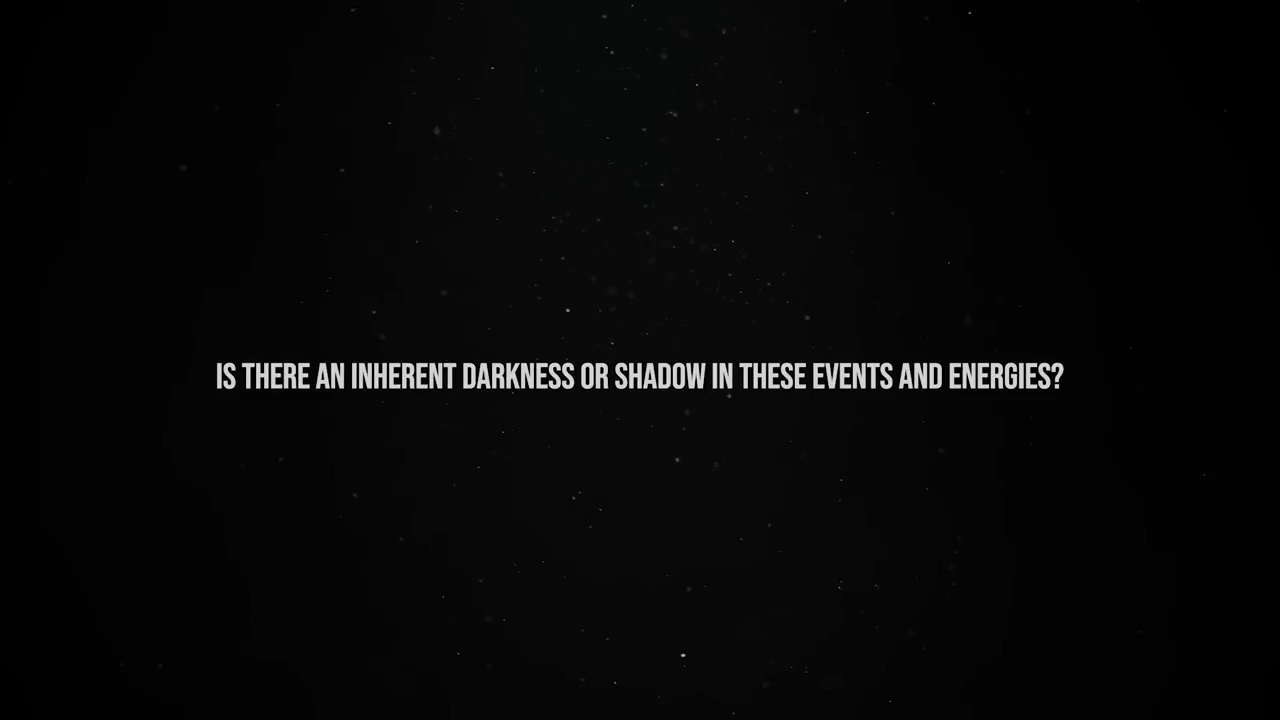 IS THERE AN INHERENT DARKNESS OR SHADOW IN THESE EVENTS AND ENERGIES?